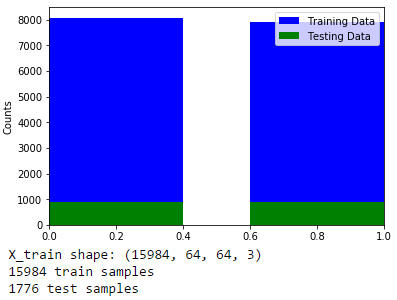 8000
7000
6000
5000
4000
3000
2000
1000
0
Counts
Training Data
Testing Data
0.0 0.2 0.4 0.6 0.8 1.0
X_train shape: (15984, 64, 64, 3)
15984 train samples
1776 test samples